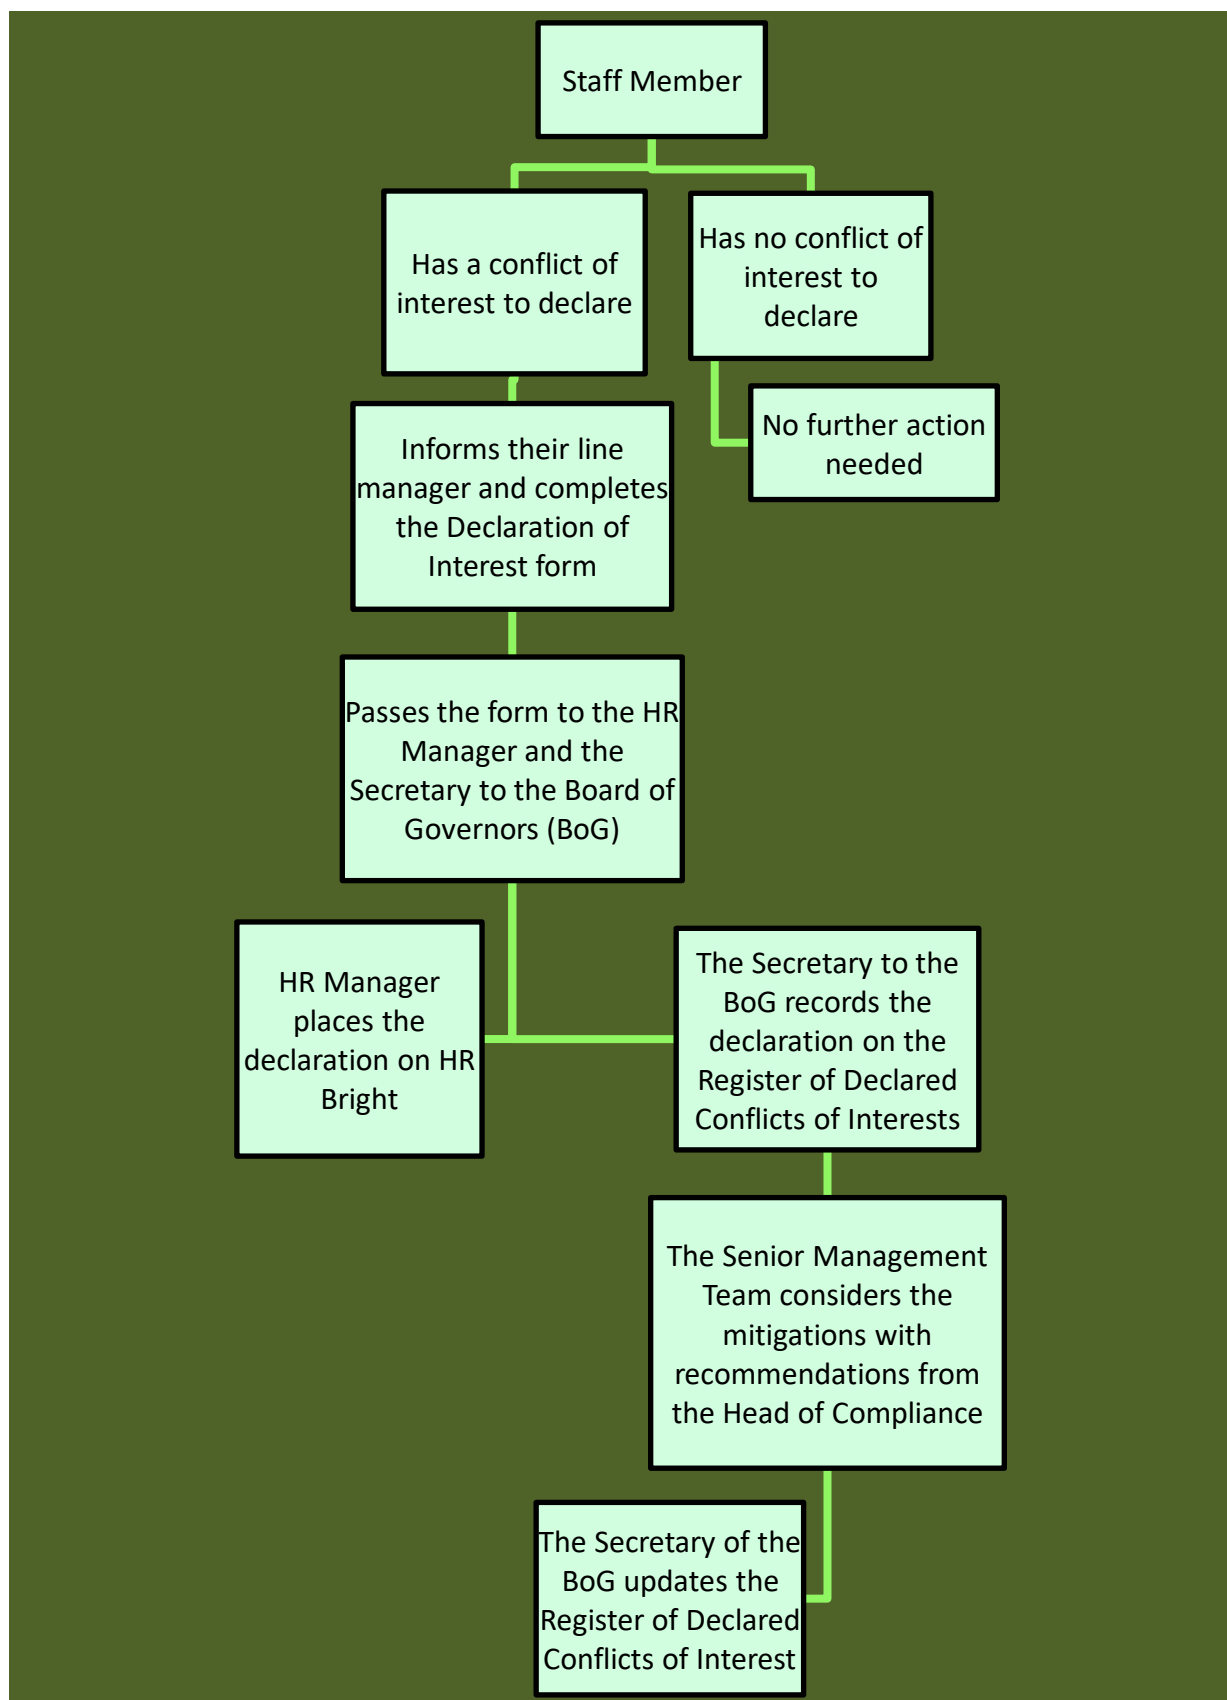 Staff Member
Has a conflict of
interest to declare
Has no conflict of
interest to
declare
No further action
needed
Informs their line
manager and completes
the Declaration of
Interest form
Passes the form to the HR
Manager and the
Secretary to the Board of
Governors (BoG)
HR Manager
places the
declaration on HR
Bright
The Secretary to the
BoG records the
declaration on the
Register of Declared
Conflicts of Interests
The Senior Management
Team considers the
mitigations with
recommendations from
the Head of Compliance
The Secretary of the
BoG updates the
Register of Declared
Conflicts of Interest